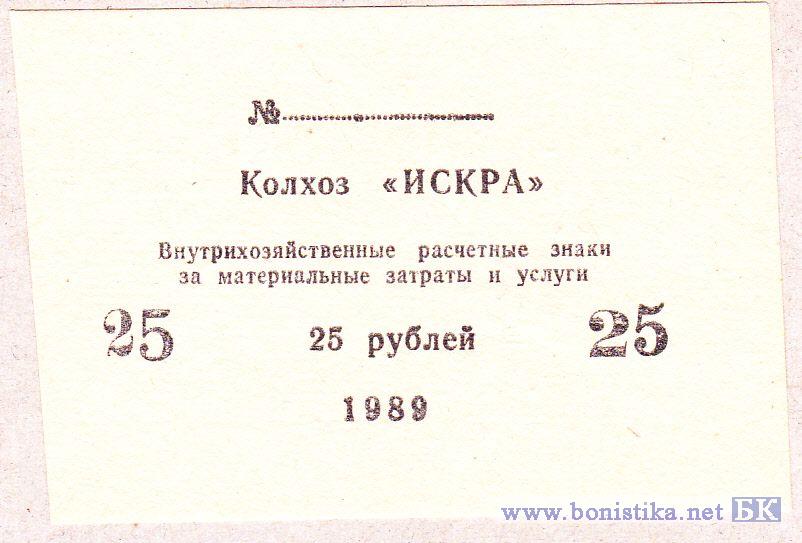 №
Колхоз «ИСКРА»
Внутрихозяйственные расчетные знаки
за материальные затраты и услуги
25 25 рублей 25
1989
www.bonistika.net БК